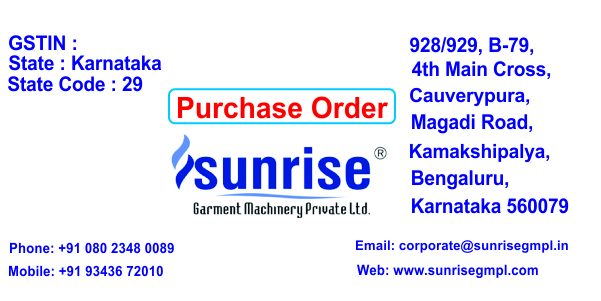 GSTIN :
State : Karnataka
State Code : 29
928/929, B-79,
4th Main Cross,
Cauverypura,
Magadi Road,
Kamakshipalya,
Bengaluru,
Karnataka 560079
Purchase Order
sunrise®
Garment Machinery Private Ltd.
Phone: +91 080 2348 0089
Mobile: +91 93436 72010
Email: corporate@sunrisegmpl.in
Web: www.sunrisegmpl.com